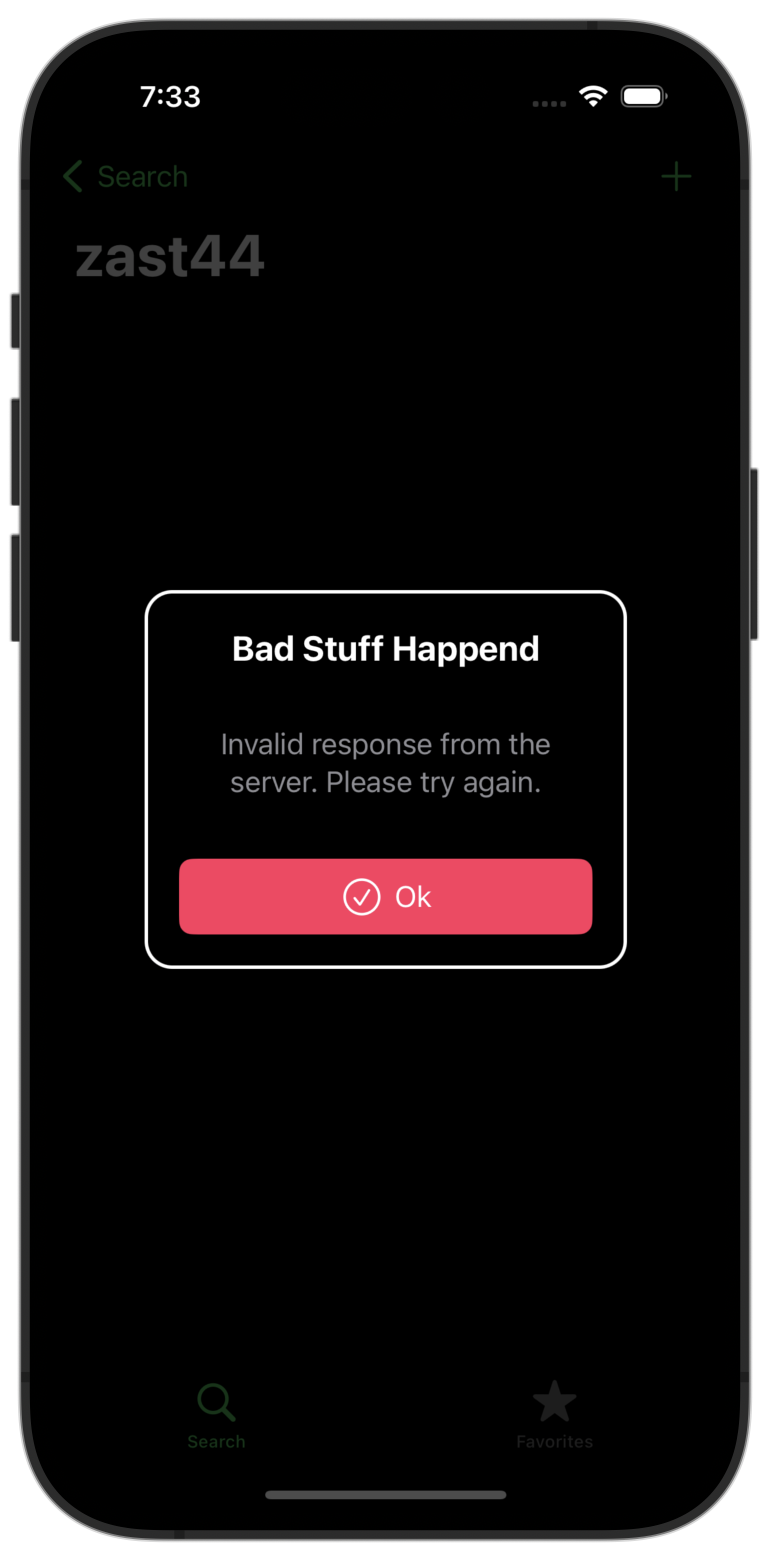 7:33
Search
zast44
Bad Stuff Happend
Invalid response from the
server. Please try again.
Ok
Search
Favorites